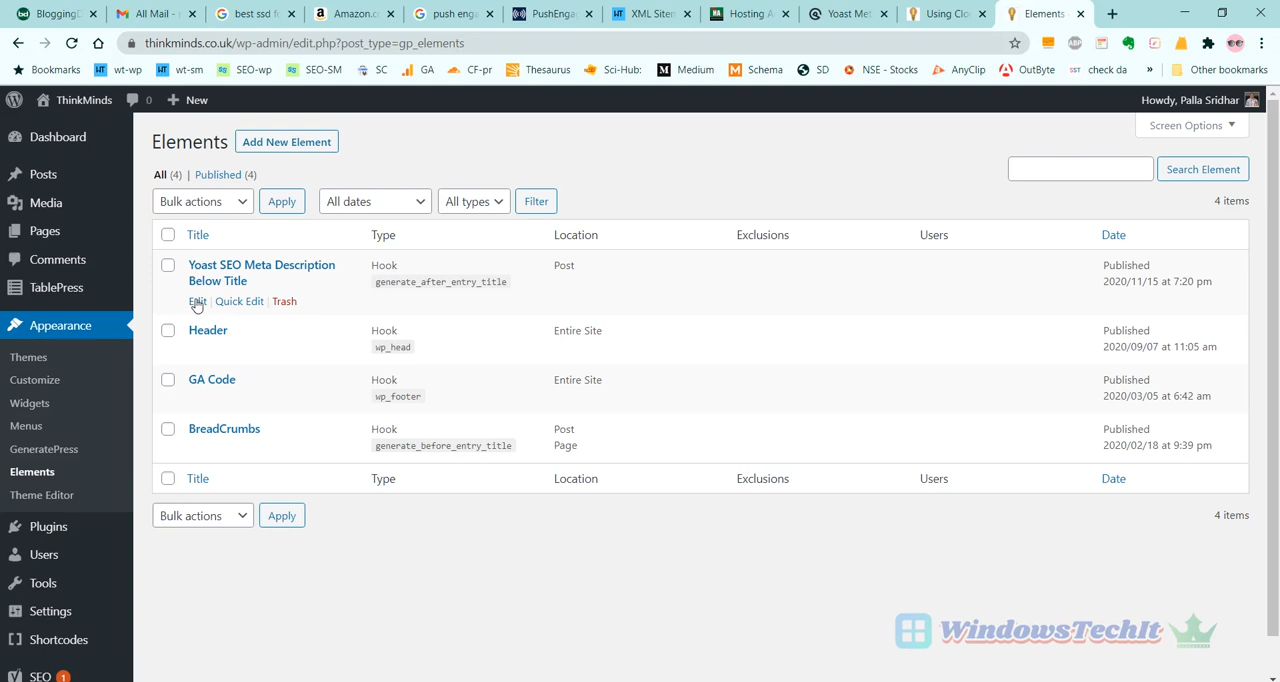 BloggingD
All Mail -
best ssd f
Amazon.c
push enga
PushEngag
XML Sitem
Hosting A
Yoast Met
Using Clo
Elements
thinkminds.co.uk/wp-admin/edit.php?post_type=gp_elements
Bookmarks
wt-wp
wt-sm
SEO-wp
SEO-SM
SC
GA
CF-pr
Thesaurus
Sci-Hub:
Medium
Schema
SD
NSE - Stocks
AnyClip
OutByte
check da
»
Other bookmarks
ThinkMinds
0
New
Howdy, Palla Sridhar
Screen Options
Dashboard
Posts
Media
Pages
Comments
TablePress
Appearance
Themes
Customize
Widgets
Menus
GeneratePress
Elements
Theme Editor
Plugins
Users
Tools
Settings
Shortcodes
SEO 1
Elements
Add New Element
All (4) | Published (4)
Search Element
Bulk actions
Apply
All dates
All types
Filter
4 items
Title Type Location Exclusions Users Date
Yoast SEO Meta Description Hook Post Published
Below Title generate_after_entry_title 2020/11/15 at 7:20 pm
Edit | Quick Edit | Trash
Header Hook Entire Site Published
wp_head 2020/09/07 at 11:05 am
GA Code Hook Entire Site Published
wp_footer 2020/03/05 at 6:42 am
BreadCrumbs Hook Post Published
generate_before_entry_title Page 2020/02/18 at 9:39 pm
Title Type Location Exclusions Users Date
Bulk actions
Apply
4 items
WindowsTechIt